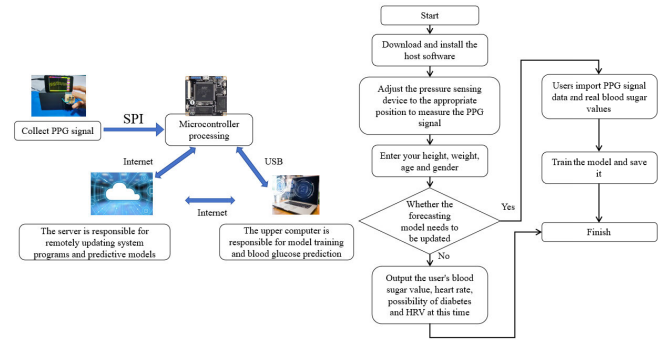 SPI
Collect PPG signal
Microcontroller
processing
Internet
USB
Internet
The server is responsible for
remotely updating system
programs and predictive models
The upper computer is
responsible for model training
and blood glucose prediction
Start
Download and install the
host software
Adjust the pressure sensing
device to the appropriate
position to measure the PPG
signal
Enter your height, weight,
age and gender
Whether the
forecasting
model needs to
be updated
Yes
No
Output the user's blood
sugar value, heart rate,
possibility of diabetes
and HRV at this time
Users import PPG signal
data and real blood sugar
values
Train the model and save
it
Finish